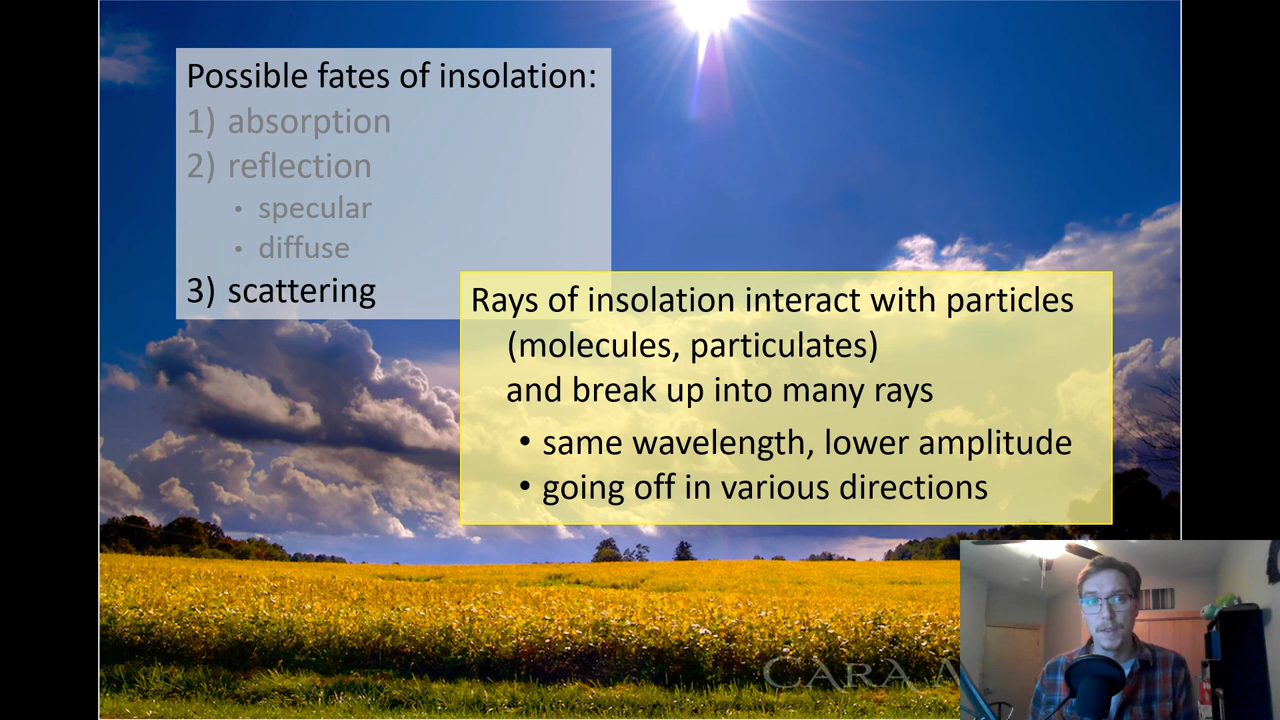 Possible fates of insolation:
1) absorption
2) reflection
• specular
• diffuse
3) scattering
Rays of insolation interact with particles
(molecules, particulates)
and break up into many rays
• same wavelength, lower amplitude
• going off in various directions
CARA